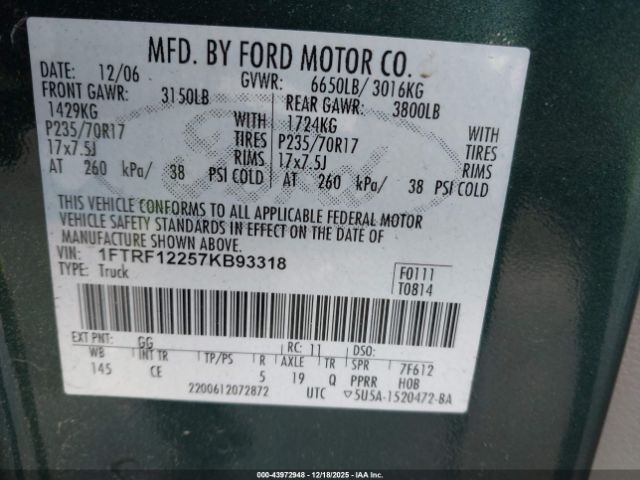 MFD. BY FORD MOTOR CO.
DATE: 12/06 GVWR: 6650LB/ 3016KG
FRONT GAWR: 3150LB REAR GAWR: 3800LB
1429KG WITH 1724KG WITH
P235/70R17 TIRES P235/70R17 TIRES
17x7.5J RIMS 17x7.5J RIMS
AT 260 kPa/ 38 PSI COLD AT 260 kPa/ 38 PSI COLD
THIS VEHICLE CONFORMS TO ALL APPLICABLE FEDERAL MOTOR
VEHICLE SAFETY STANDARDS IN EFFECT ON THE DATE OF
MANUFACTURE SHOWN ABOVE.
VIN: 1FTRF12257KB93318
TYPE: Truck
F0111
T0814
EXT PNT: GG RC: 11 DSO:
WB INT TR TP/PS R AXLE TR SPR 7F612
145 CE 5 19 Q PPRR HOB
2200612072872 UTC ▽5U5A-1520472-BA
Ford
000-43972948 - 12/18/2025 - IAA Inc.